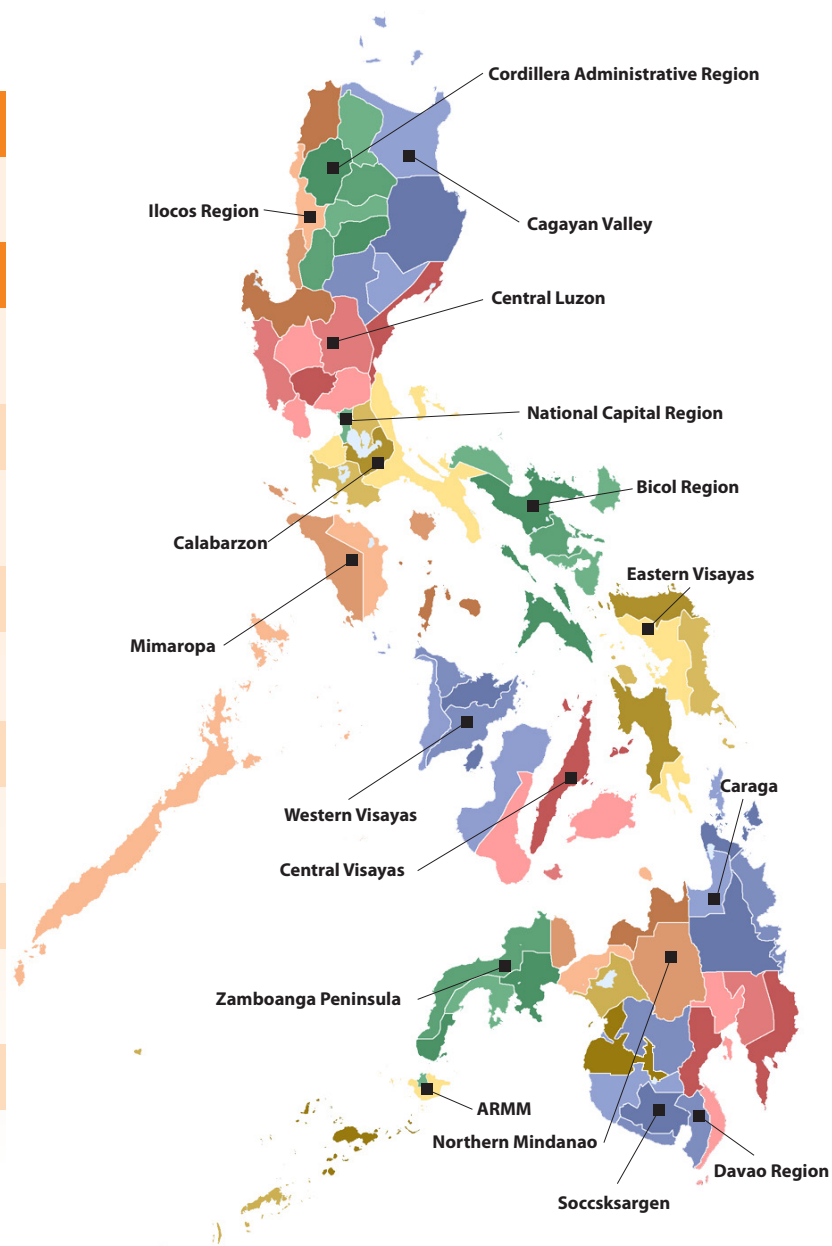 Cordillera Administrative Region
Ilocos Region
Cagayan Valley
Central Luzon
National Capital Region
Bicol Region
Calabarzon
Eastern Visayas
Mimaropa
Caraga
Western Visayas
Central Visayas
Zamboanga Peninsula
ARMM
Northern Mindanao
Davao Region
Soccsksargen